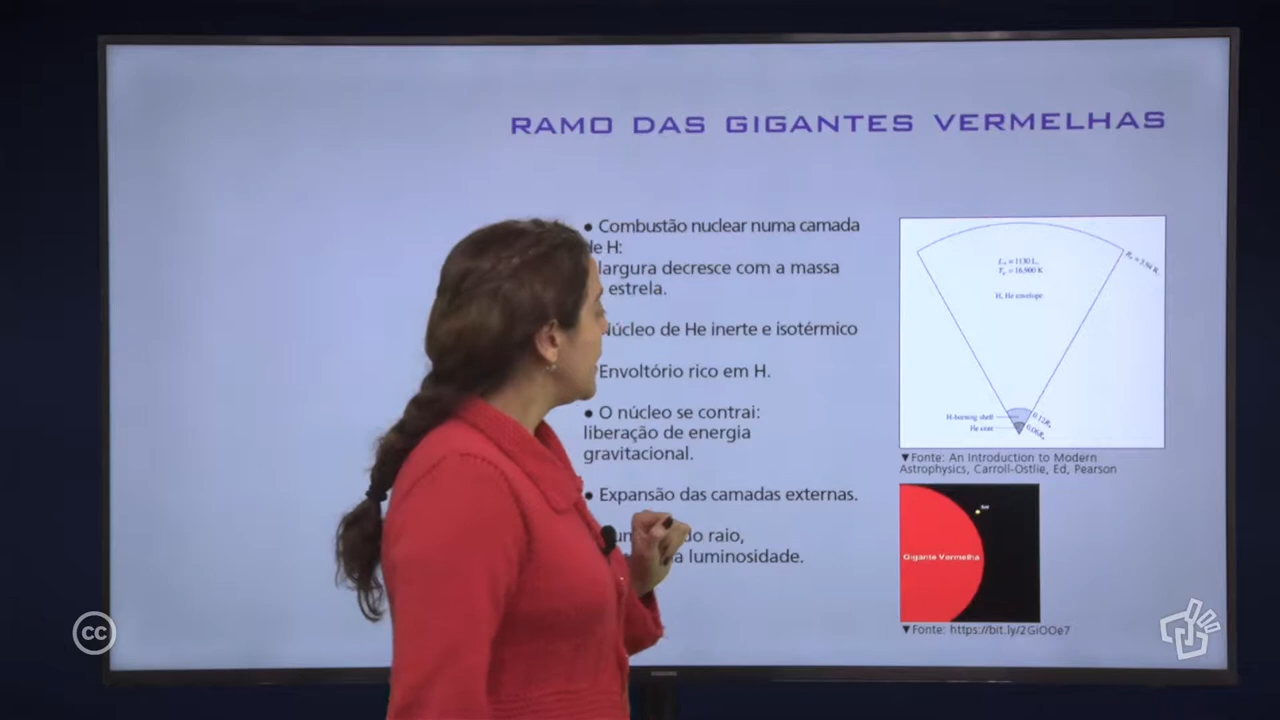 RAMO DAS GIGANTES VERMELHAS
● Combustão nuclear numa camada
de H:
largura decresce com a massa
estrela.
Núcleo de He inerte e isotérmico
Envoltório rico em H.
● O núcleo se contrai:
liberação de energia
gravitacional.
● Expansão das camadas externas.
do raio,
luminosidade.
H, He envelope
H-burning shell
He core
▼Fonte: An Introduction to Modern
Astrophysics, Carroll-Ostlie, Ed, Pearson
Sol
Gigante Vermelha
▼Fonte: https://bit.ly/2GiOOe7
cc